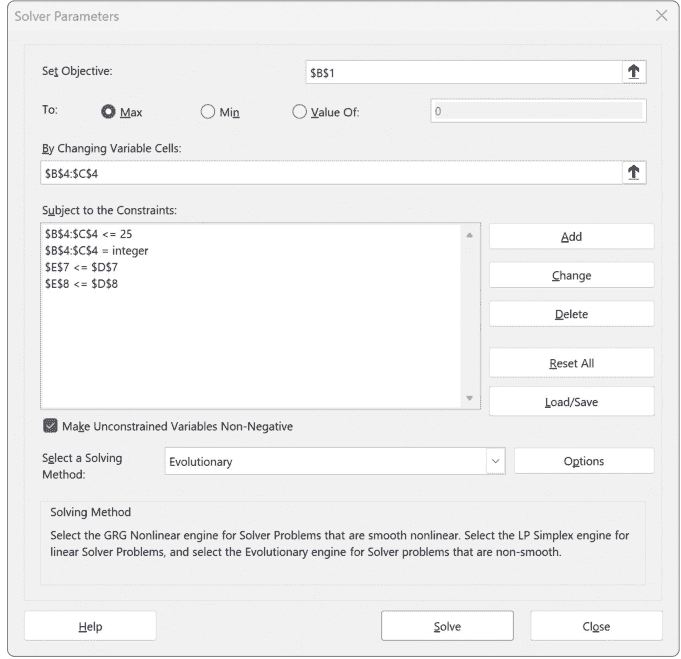 Solver Parameters
Set Objective:
$B$1
To:
Max
Min
Value Of:
0
By Changing Variable Cells:
$B$4:$C$4
Subject to the Constraints:
$B$4:$C$4 <= 25
$B$4:$C$4 = integer
$E$7 <= $D$7
$E$8 <= $D$8
Add
Change
Delete
Reset All
Load/Save
Make Unconstrained Variables Non-Negative
Select a Solving
Method:
Evolutionary
Options
Solving Method
Select the GRG Nonlinear engine for Solver Problems that are smooth nonlinear. Select the LP Simplex engine for
linear Solver Problems, and select the Evolutionary engine for Solver problems that are non-smooth.
Help
Solve
Close